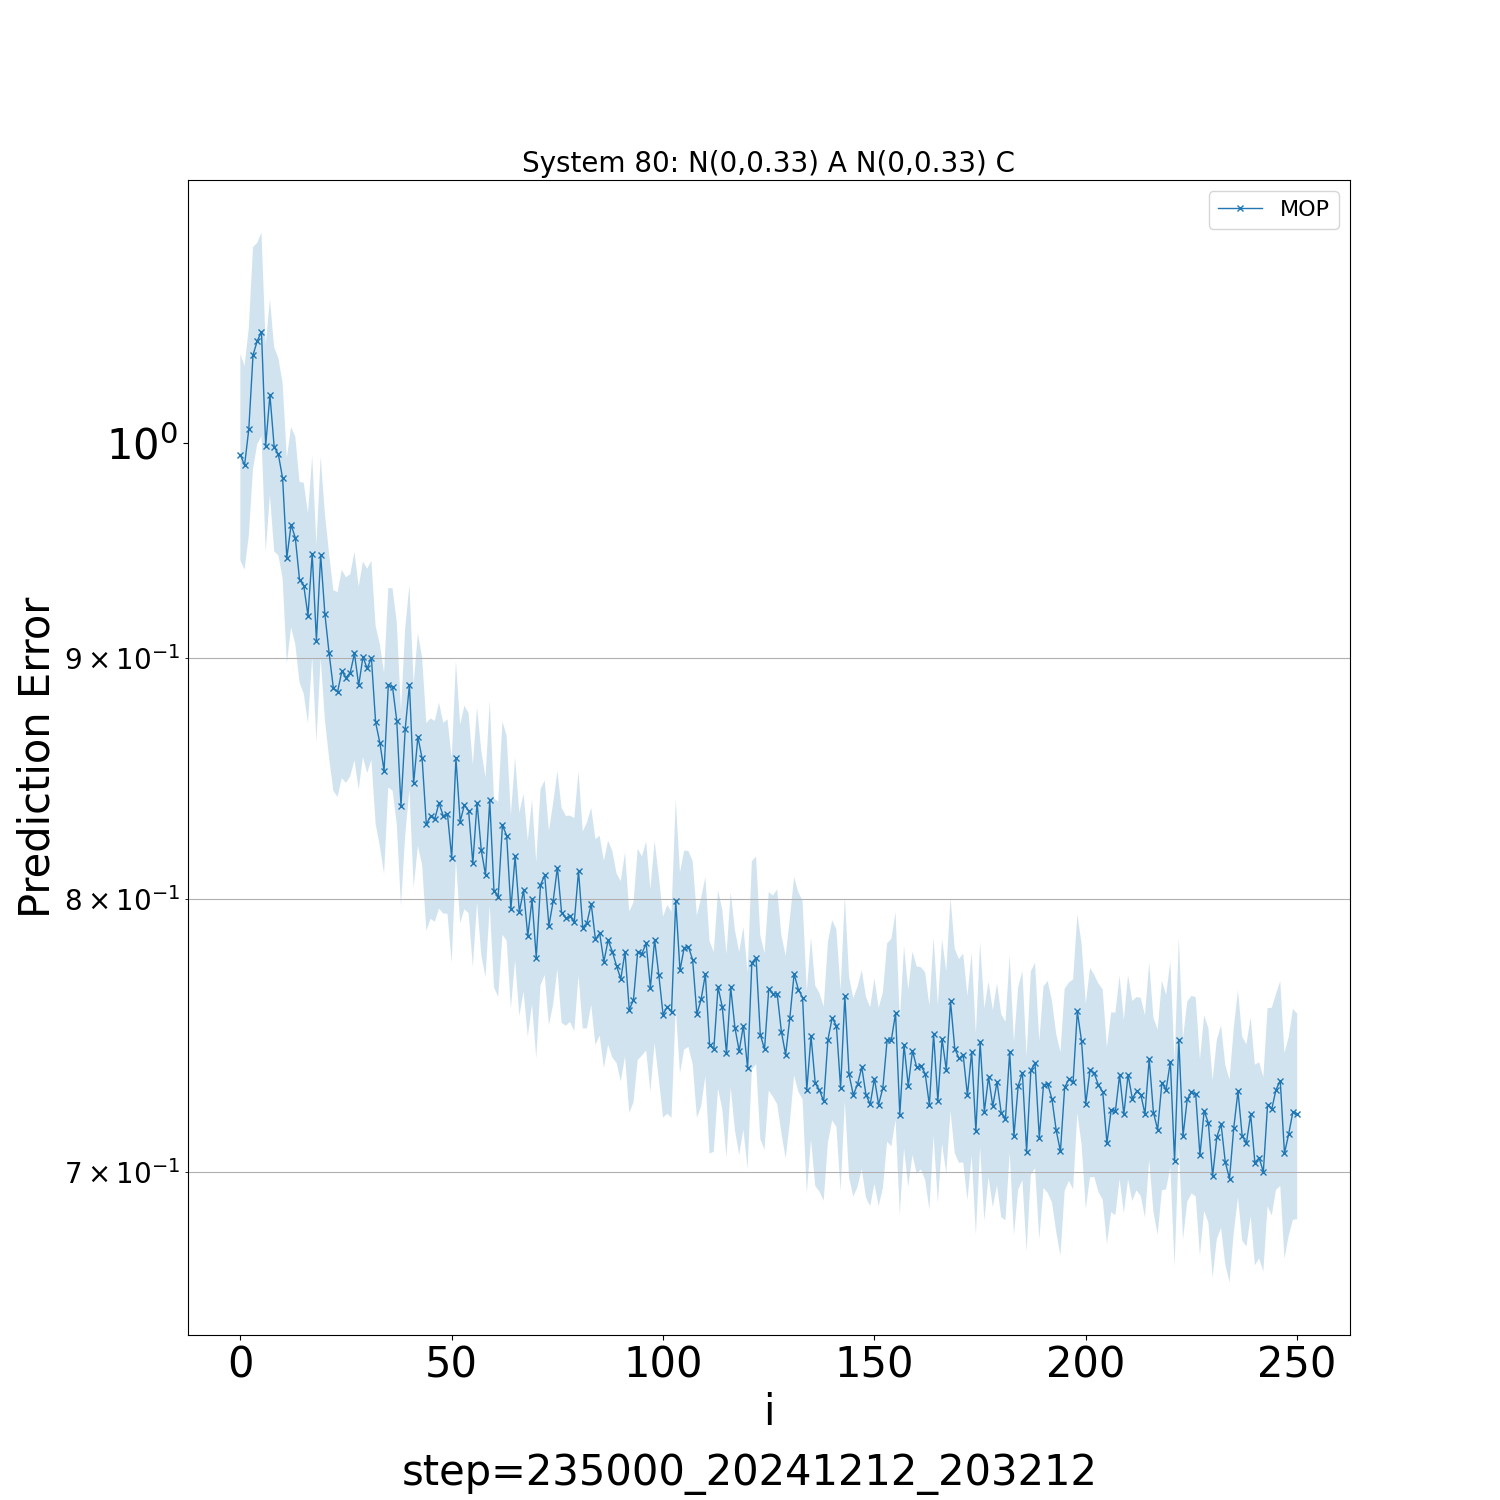 System 80: N(0,0.33) A N(0,0.33) C
MOP
Prediction Error
10⁰
9 × 10⁻¹
8 × 10⁻¹
7 × 10⁻¹
0 50 100 150 200 250
i
step=235000_20241212_203212